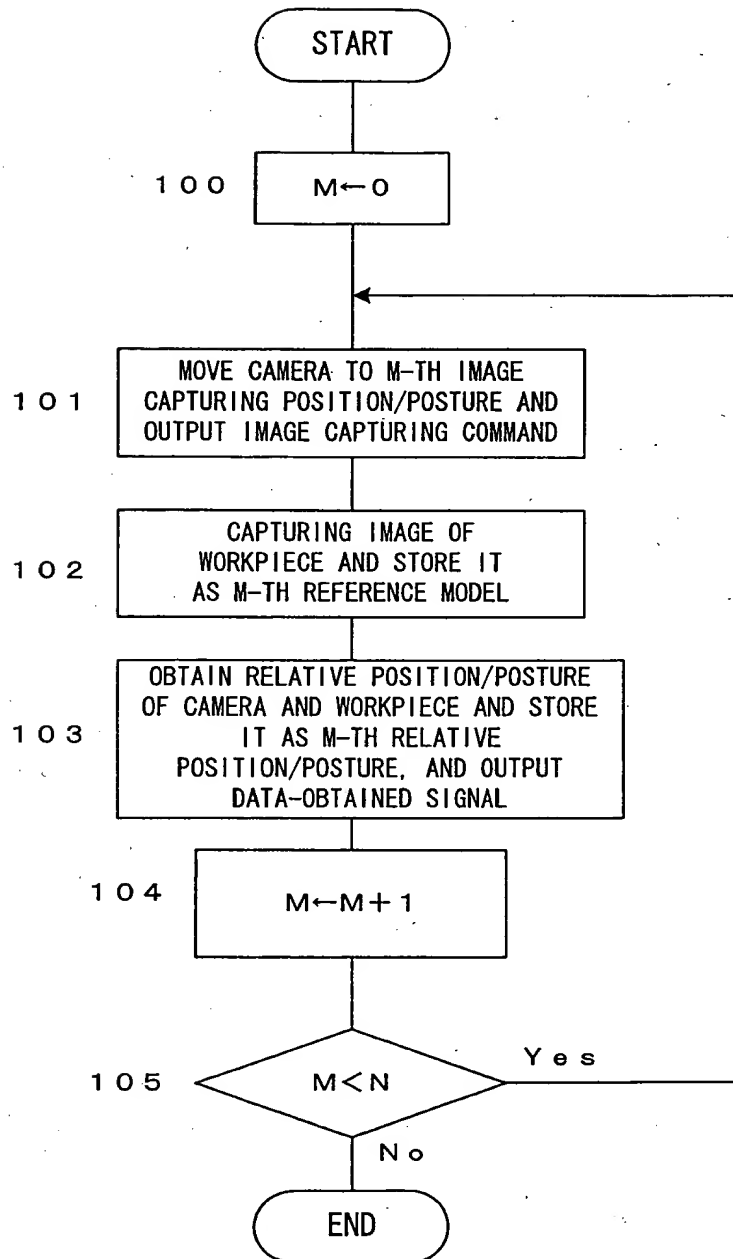 START
100
M←0
101
MOVE CAMERA TO M-TH IMAGE
CAPTURING POSITION/POSTURE AND
OUTPUT IMAGE CAPTURING COMMAND
102
CAPTURING IMAGE OF
WORKPIECE AND STORE IT
AS M-TH REFERENCE MODEL
103
OBTAIN RELATIVE POSITION/POSTURE
OF CAMERA AND WORKPIECE AND STORE
IT AS M-TH RELATIVE
POSITION/POSTURE, AND OUTPUT
DATA-OBTAINED SIGNAL
104
M←M+1
105
M<N
Yes
No
END